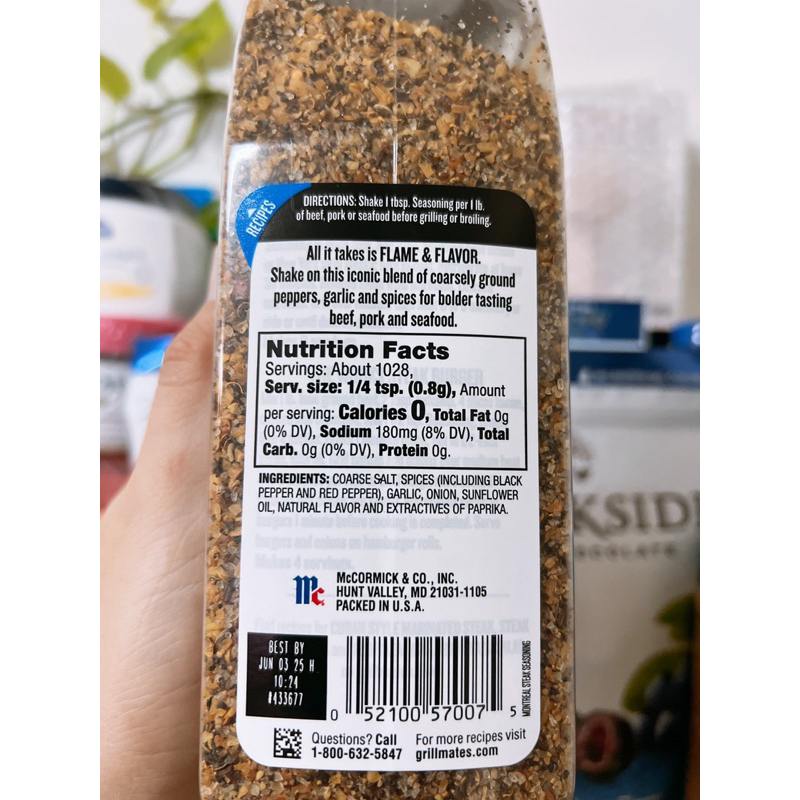 RECIPES
DIRECTIONS: Shake 1 tbsp. Seasoning per 1 lb.
of beef, pork or seafood before grilling or broiling.
All it takes is FLAME & FLAVOR.
Shake on this iconic blend of coarsely ground
peppers, garlic and spices for bolder tasting
beef, pork and seafood.
Nutrition Facts
Servings: About 1028,
Serv. size: 1/4 tsp. (0.8g), Amount
per serving: Calories 0, Total Fat 0g
(0% DV), Sodium 180mg (8% DV), Total
Carb. 0g (0% DV), Protein 0g.
INGREDIENTS: COARSE SALT, SPICES (INCLUDING BLACK
PEPPER AND RED PEPPER), GARLIC, ONION, SUNFLOWER
OIL, NATURAL FLAVOR AND EXTRACTIVES OF PAPRIKA.
Mc
McCORMICK & CO., INC.
HUNT VALLEY, MD 21031-1105
PACKED IN U.S.A.
BEST BY
JUN 03 25 H
10:24
0 52100 57007 5
MONTREAL STEAK SEASONING
Questions? Call
1-800-632-5847
For more recipes visit
grillmates.com
KSID
OCOLATE